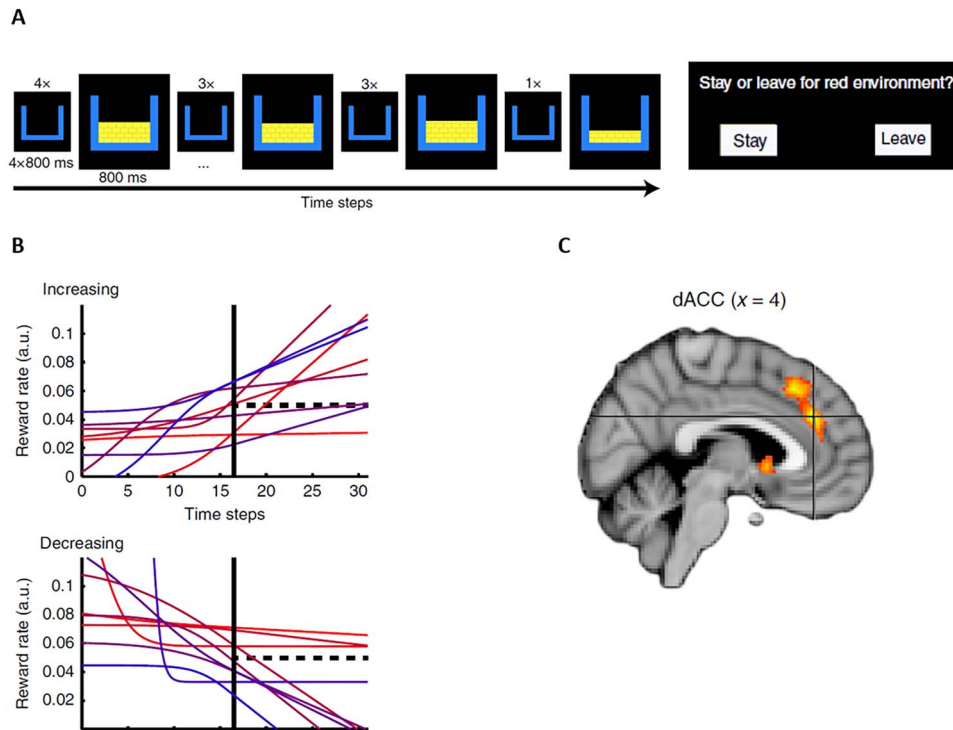 A
4×
3×
3×
1×
4×800 ms
...
800 ms
Time steps
Stay or leave for red environment?
Stay
Leave
B
Increasing
Reward rate (a.u.)
0.1
0.08
0.06
0.04
0.02
0
0 5 10 15 20 25 30
Time steps
Decreasing
Reward rate (a.u.)
0.1
0.08
0.06
0.04
0.02
C
dACC (x = 4)